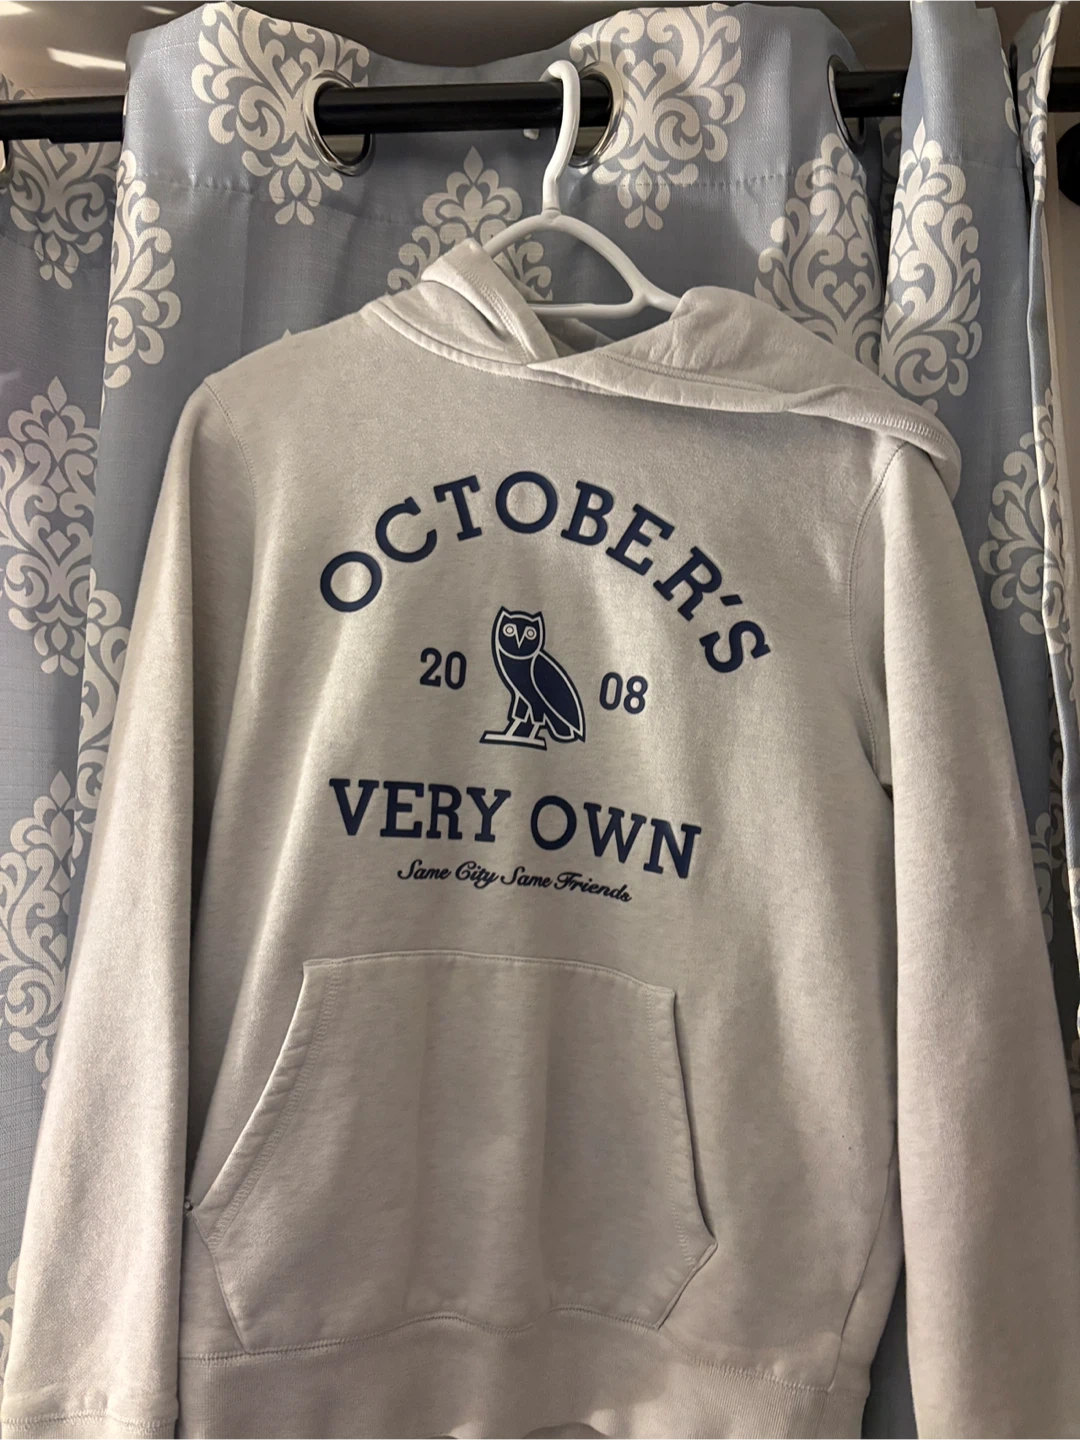 OCTOBER'S
20 08
VERY OWN
Same City Same Friends